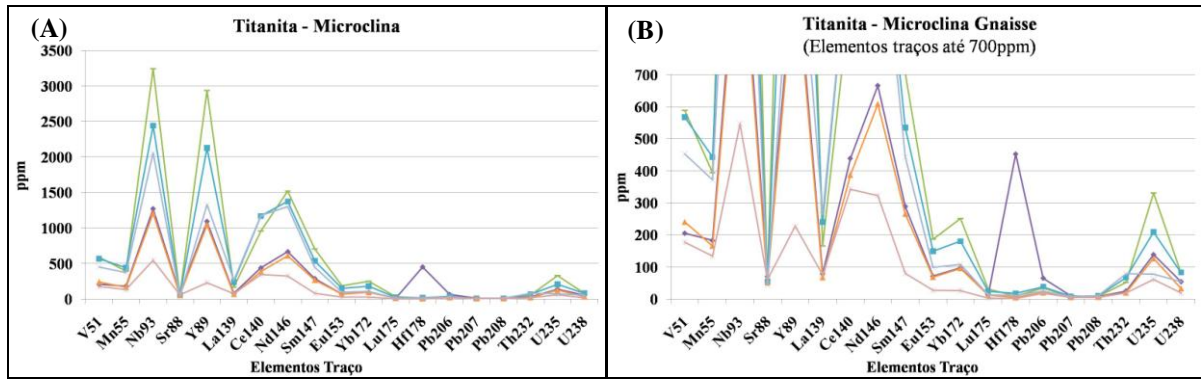 (A)
Titanita - Microclina
3500
3000
2500
2000
1500
1000
500
0
ppm
V51
Mn55
Nb93
Sr88
Y89
La139
Ce140
Nd146
Sm147
Eu153
Yb172
Lu175
Hf178
Pb206
Pb207
Pb208
Th232
U235
U238
Elementos Traço
(B)
Titanita - Microclina Gnaisse
(Elementos traços até 700ppm)
700
600
500
400
300
200
100
0
ppm
V51
Mn55
Nb93
Sr88
Y89
La139
Ce140
Nd146
Sm147
Eu153
Yb172
Lu175
Hf178
Pb206
Pb207
Pb208
Th232
U235
U238
Elementos Traço